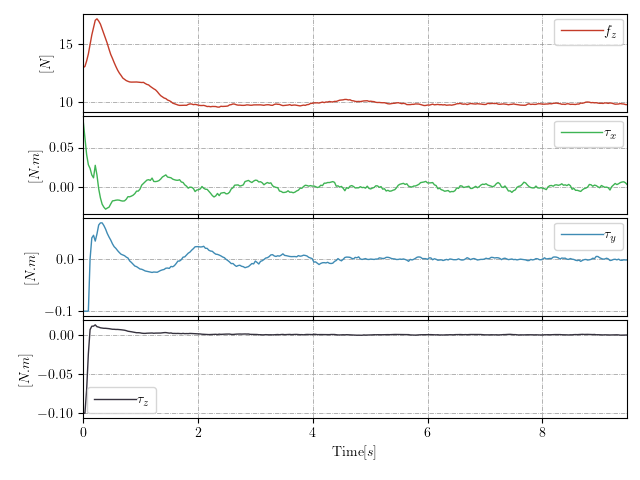 15
10
[N]
f_z
0.05
0.00
[N.m]
τ_x
0.0
−0.1
[N.m]
τ_y
0.00
−0.05
−0.10
[N.m]
τ_z
0 2 4 6 8
Time[s]